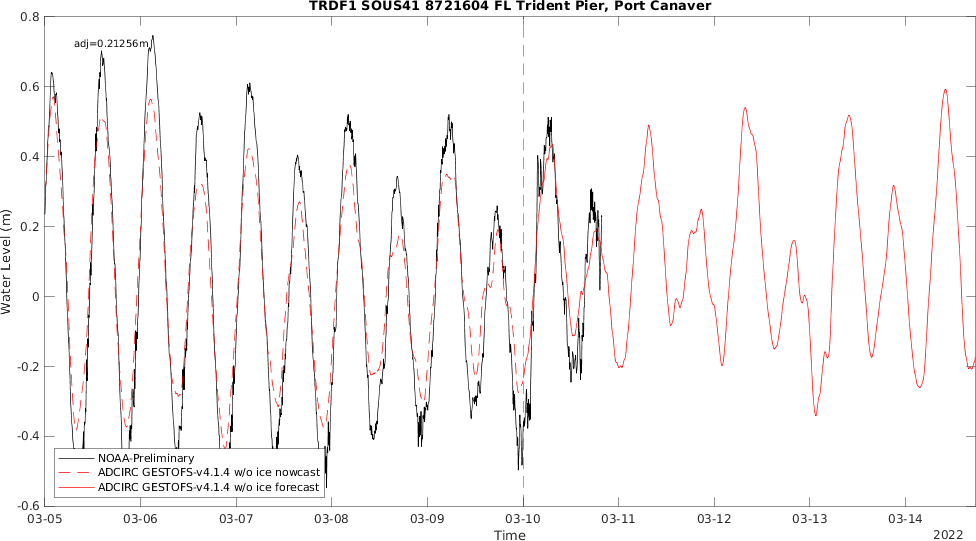 TRDF1 SOUS41 8721604 FL Trident Pier, Port Canaver
adj=0.21256m
Water Level (m)
0.8
0.6
0.4
0.2
0
-0.2
-0.4
-0.6
NOAA-Preliminary
ADCIRC GESTOFS-v4.1.4 w/o ice nowcast
ADCIRC GESTOFS-v4.1.4 w/o ice forecast
03-05 03-06 03-07 03-08 03-09 03-10 03-11 03-12 03-13 03-14
Time
2022